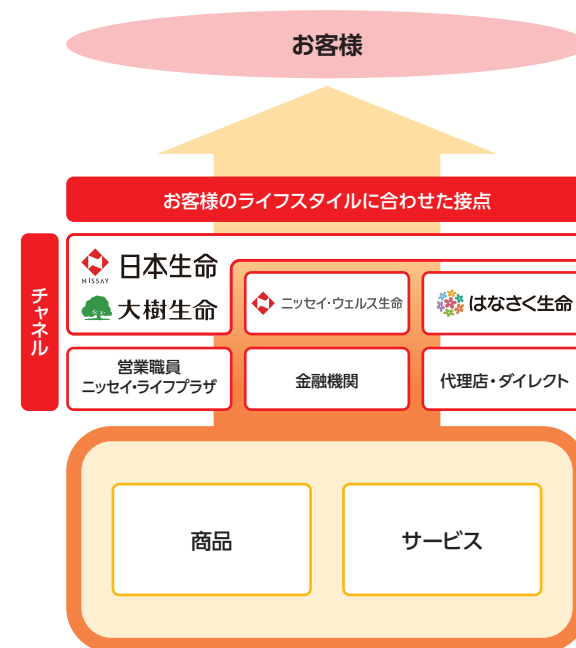 お客様
お客様のライフスタイルに合わせた接点
チャネル
NISSAY
日本生命
大樹生命
ニッセイ・ウェルス生命
はなさく生命
営業職員
ニッセイ・ライフプラザ
金融機関
代理店・ダイレクト
商品
サービス